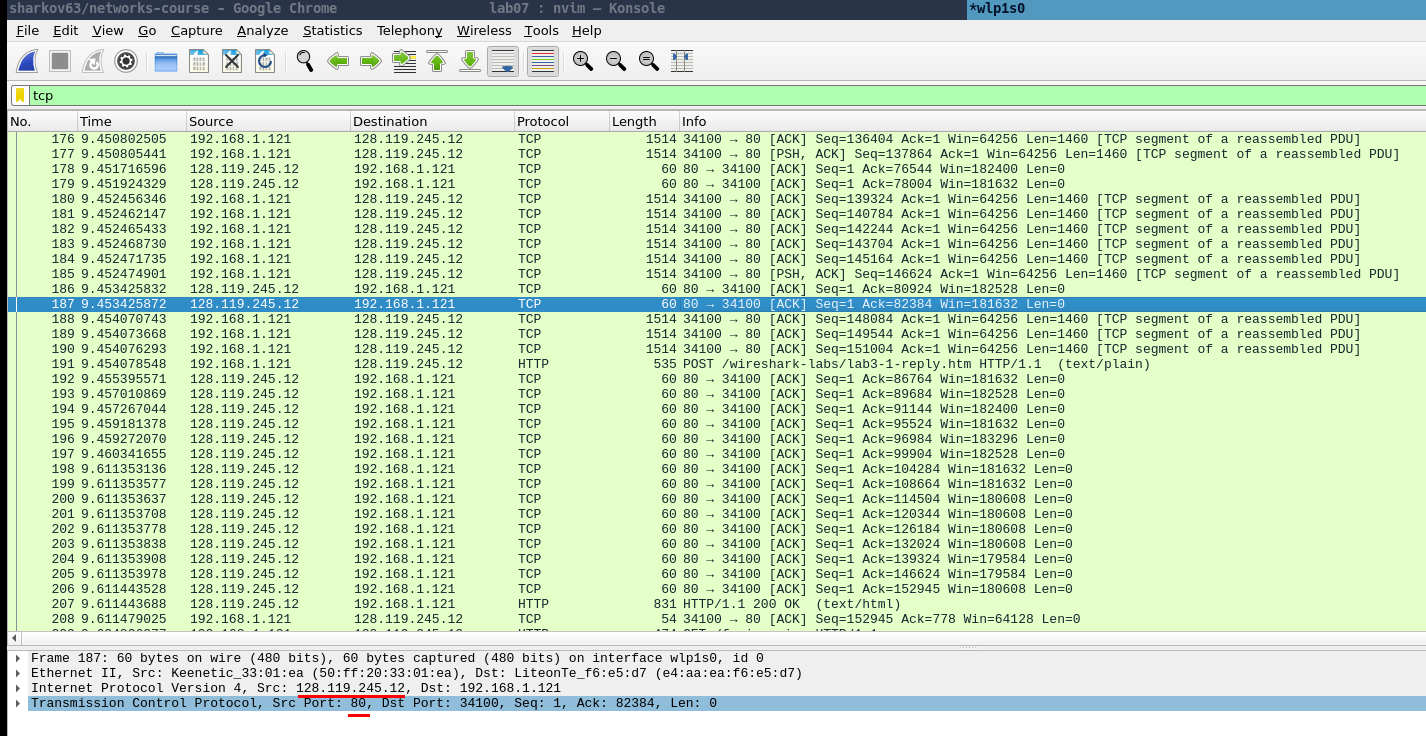 sharkov63/networks-course – Google Chrome lab07 : nvim — Konsole *wlp1s0
File Edit View Go Capture Analyze Statistics Telephony Wireless Tools Help
tcp
No. Time Source Destination Protocol Length Info
176 9.450802505 192.168.1.121 128.119.245.12 TCP 1514 34100 → 80 [ACK] Seq=136404 Ack=1 Win=64256 Len=1460 [TCP segment of a reassembled PDU]
177 9.450805441 192.168.1.121 128.119.245.12 TCP 1514 34100 → 80 [PSH, ACK] Seq=137864 Ack=1 Win=64256 Len=1460 [TCP segment of a reassembled PDU]
178 9.451716596 128.119.245.12 192.168.1.121 TCP 60 80 → 34100 [ACK] Seq=1 Ack=76544 Win=182400 Len=0
179 9.451924329 128.119.245.12 192.168.1.121 TCP 60 80 → 34100 [ACK] Seq=1 Ack=78004 Win=181632 Len=0
180 9.452456346 192.168.1.121 128.119.245.12 TCP 1514 34100 → 80 [ACK] Seq=139324 Ack=1 Win=64256 Len=1460 [TCP segment of a reassembled PDU]
181 9.452462147 192.168.1.121 128.119.245.12 TCP 1514 34100 → 80 [ACK] Seq=140784 Ack=1 Win=64256 Len=1460 [TCP segment of a reassembled PDU]
182 9.452465433 192.168.1.121 128.119.245.12 TCP 1514 34100 → 80 [ACK] Seq=142244 Ack=1 Win=64256 Len=1460 [TCP segment of a reassembled PDU]
183 9.452468730 192.168.1.121 128.119.245.12 TCP 1514 34100 → 80 [ACK] Seq=143704 Ack=1 Win=64256 Len=1460 [TCP segment of a reassembled PDU]
184 9.452471735 192.168.1.121 128.119.245.12 TCP 1514 34100 → 80 [ACK] Seq=145164 Ack=1 Win=64256 Len=1460 [TCP segment of a reassembled PDU]
185 9.452474901 192.168.1.121 128.119.245.12 TCP 1514 34100 → 80 [PSH, ACK] Seq=146624 Ack=1 Win=64256 Len=1460 [TCP segment of a reassembled PDU]
186 9.453425832 128.119.245.12 192.168.1.121 TCP 60 80 → 34100 [ACK] Seq=1 Ack=80924 Win=182528 Len=0
187 9.453425872 128.119.245.12 192.168.1.121 TCP 60 80 → 34100 [ACK] Seq=1 Ack=82384 Win=181632 Len=0
188 9.454070743 192.168.1.121 128.119.245.12 TCP 1514 34100 → 80 [ACK] Seq=148084 Ack=1 Win=64256 Len=1460 [TCP segment of a reassembled PDU]
189 9.454073668 192.168.1.121 128.119.245.12 TCP 1514 34100 → 80 [ACK] Seq=149544 Ack=1 Win=64256 Len=1460 [TCP segment of a reassembled PDU]
190 9.454076293 192.168.1.121 128.119.245.12 TCP 1514 34100 → 80 [ACK] Seq=151004 Ack=1 Win=64256 Len=1460 [TCP segment of a reassembled PDU]
191 9.454078548 192.168.1.121 128.119.245.12 HTTP 535 POST /wireshark-labs/lab3-1-reply.htm HTTP/1.1 (text/plain)
192 9.455395571 128.119.245.12 192.168.1.121 TCP 60 80 → 34100 [ACK] Seq=1 Ack=86764 Win=181632 Len=0
193 9.457010869 128.119.245.12 192.168.1.121 TCP 60 80 → 34100 [ACK] Seq=1 Ack=89684 Win=182528 Len=0
194 9.457267044 128.119.245.12 192.168.1.121 TCP 60 80 → 34100 [ACK] Seq=1 Ack=91144 Win=182400 Len=0
195 9.459181378 128.119.245.12 192.168.1.121 TCP 60 80 → 34100 [ACK] Seq=1 Ack=95524 Win=181632 Len=0
196 9.459272070 128.119.245.12 192.168.1.121 TCP 60 80 → 34100 [ACK] Seq=1 Ack=96984 Win=183296 Len=0
197 9.460341655 128.119.245.12 192.168.1.121 TCP 60 80 → 34100 [ACK] Seq=1 Ack=99904 Win=182528 Len=0
198 9.611353136 128.119.245.12 192.168.1.121 TCP 60 80 → 34100 [ACK] Seq=1 Ack=104284 Win=181632 Len=0
199 9.611353577 128.119.245.12 192.168.1.121 TCP 60 80 → 34100 [ACK] Seq=1 Ack=108664 Win=181632 Len=0
200 9.611353637 128.119.245.12 192.168.1.121 TCP 60 80 → 34100 [ACK] Seq=1 Ack=114504 Win=180608 Len=0
201 9.611353708 128.119.245.12 192.168.1.121 TCP 60 80 → 34100 [ACK] Seq=1 Ack=120344 Win=180608 Len=0
202 9.611353778 128.119.245.12 192.168.1.121 TCP 60 80 → 34100 [ACK] Seq=1 Ack=126184 Win=180608 Len=0
203 9.611353838 128.119.245.12 192.168.1.121 TCP 60 80 → 34100 [ACK] Seq=1 Ack=132024 Win=180608 Len=0
204 9.611353908 128.119.245.12 192.168.1.121 TCP 60 80 → 34100 [ACK] Seq=1 Ack=139324 Win=179584 Len=0
205 9.611353978 128.119.245.12 192.168.1.121 TCP 60 80 → 34100 [ACK] Seq=1 Ack=146624 Win=179584 Len=0
206 9.611443528 128.119.245.12 192.168.1.121 TCP 60 80 → 34100 [ACK] Seq=1 Ack=152945 Win=180608 Len=0
207 9.611443688 128.119.245.12 192.168.1.121 HTTP 831 HTTP/1.1 200 OK (text/html)
208 9.611479025 192.168.1.121 128.119.245.12 TCP 54 34100 → 80 [ACK] Seq=152945 Ack=778 Win=64128 Len=0
Frame 187: 60 bytes on wire (480 bits), 60 bytes captured (480 bits) on interface wlp1s0, id 0
Ethernet II, Src: Keenetic_33:01:ea (50:ff:20:33:01:ea), Dst: LiteonTe_f6:e5:d7 (e4:aa:ea:f6:e5:d7)
Internet Protocol Version 4, Src: 128.119.245.12, Dst: 192.168.1.121
Transmission Control Protocol, Src Port: 80, Dst Port: 34100, Seq: 1, Ack: 82384, Len: 0